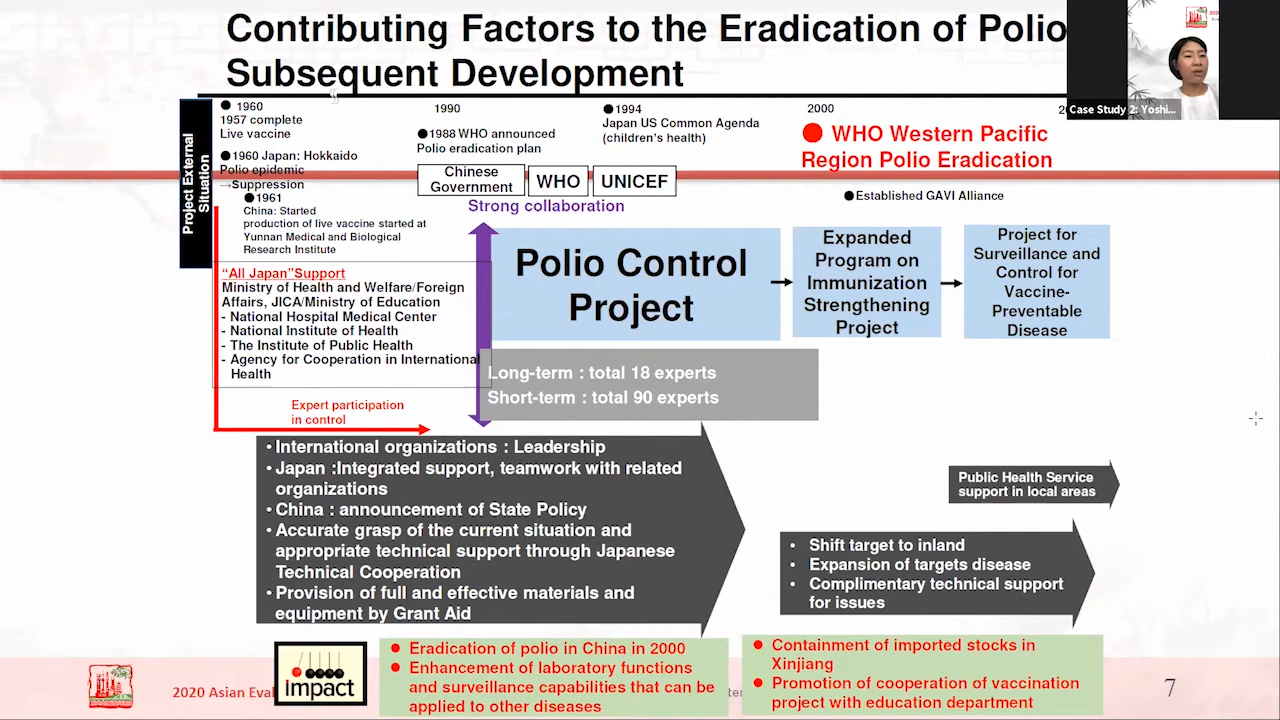 Contributing Factors to the Eradication of Polio
Subsequent Development
Case Study 2: Yoshi...
Project External
Situation
● 1960
1957 complete
Live vaccine
●1960 Japan: Hokkaido
Polio epidemic
→Suppression
●1961
China: Started
production of live vaccine started at
Yunnan Medical and Biological
Research Institute
1990
●1988 WHO announced
Polio eradication plan
●1994
Japan US Common Agenda
(children's health)
2000
● WHO Western Pacific
Region Polio Eradication
●Established GAVI Alliance
Chinese
Government
WHO
UNICEF
Strong collaboration
"All Japan"Support
Ministry of Health and Welfare/Foreign
Affairs, JICA/Ministry of Education
- National Hospital Medical Center
- National Institute of Health
- The Institute of Public Health
- Agency for Cooperation in International
Health
Expert participation
in control
Polio Control
Project
Expanded
Program on
Immunization
Strengthening
Project
Project for
Surveillance and
Control for
Vaccine-
Preventable
Disease
Long-term : total 18 experts
Short-term : total 90 experts
• International organizations : Leadership
• Japan :Integrated support, teamwork with related
organizations
• China : announcement of State Policy
• Accurate grasp of the current situation and
appropriate technical support through Japanese
Technical Cooperation
• Provision of full and effective materials and
equipment by Grant Aid
Public Health Service
support in local areas
• Shift target to inland
• Expansion of targets disease
• Complimentary technical support
for issues
impact
● Eradication of polio in China in 2000
● Enhancement of laboratory functions
and surveillance capabilities that can be
applied to other diseases
● Containment of imported stocks in
Xinjiang
● Promotion of cooperation of vaccination
project with education department
2020 Asian Eval
7